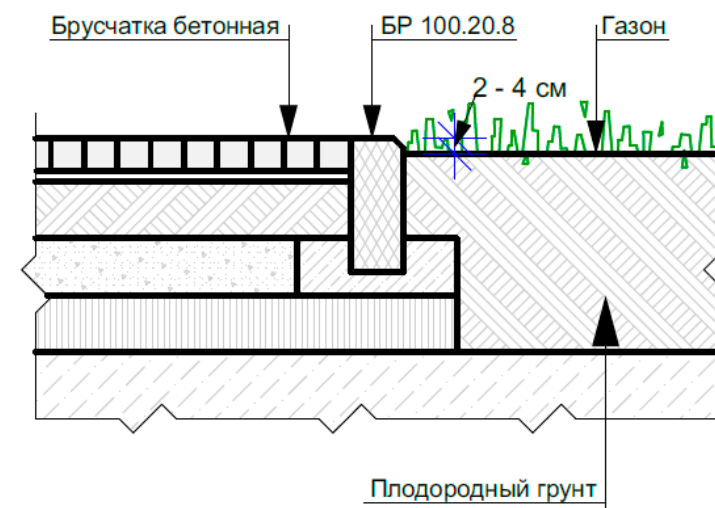 Брусчатка бетонная
БР 100.20.8
Газон
2 - 4 см
Плодородный грунт